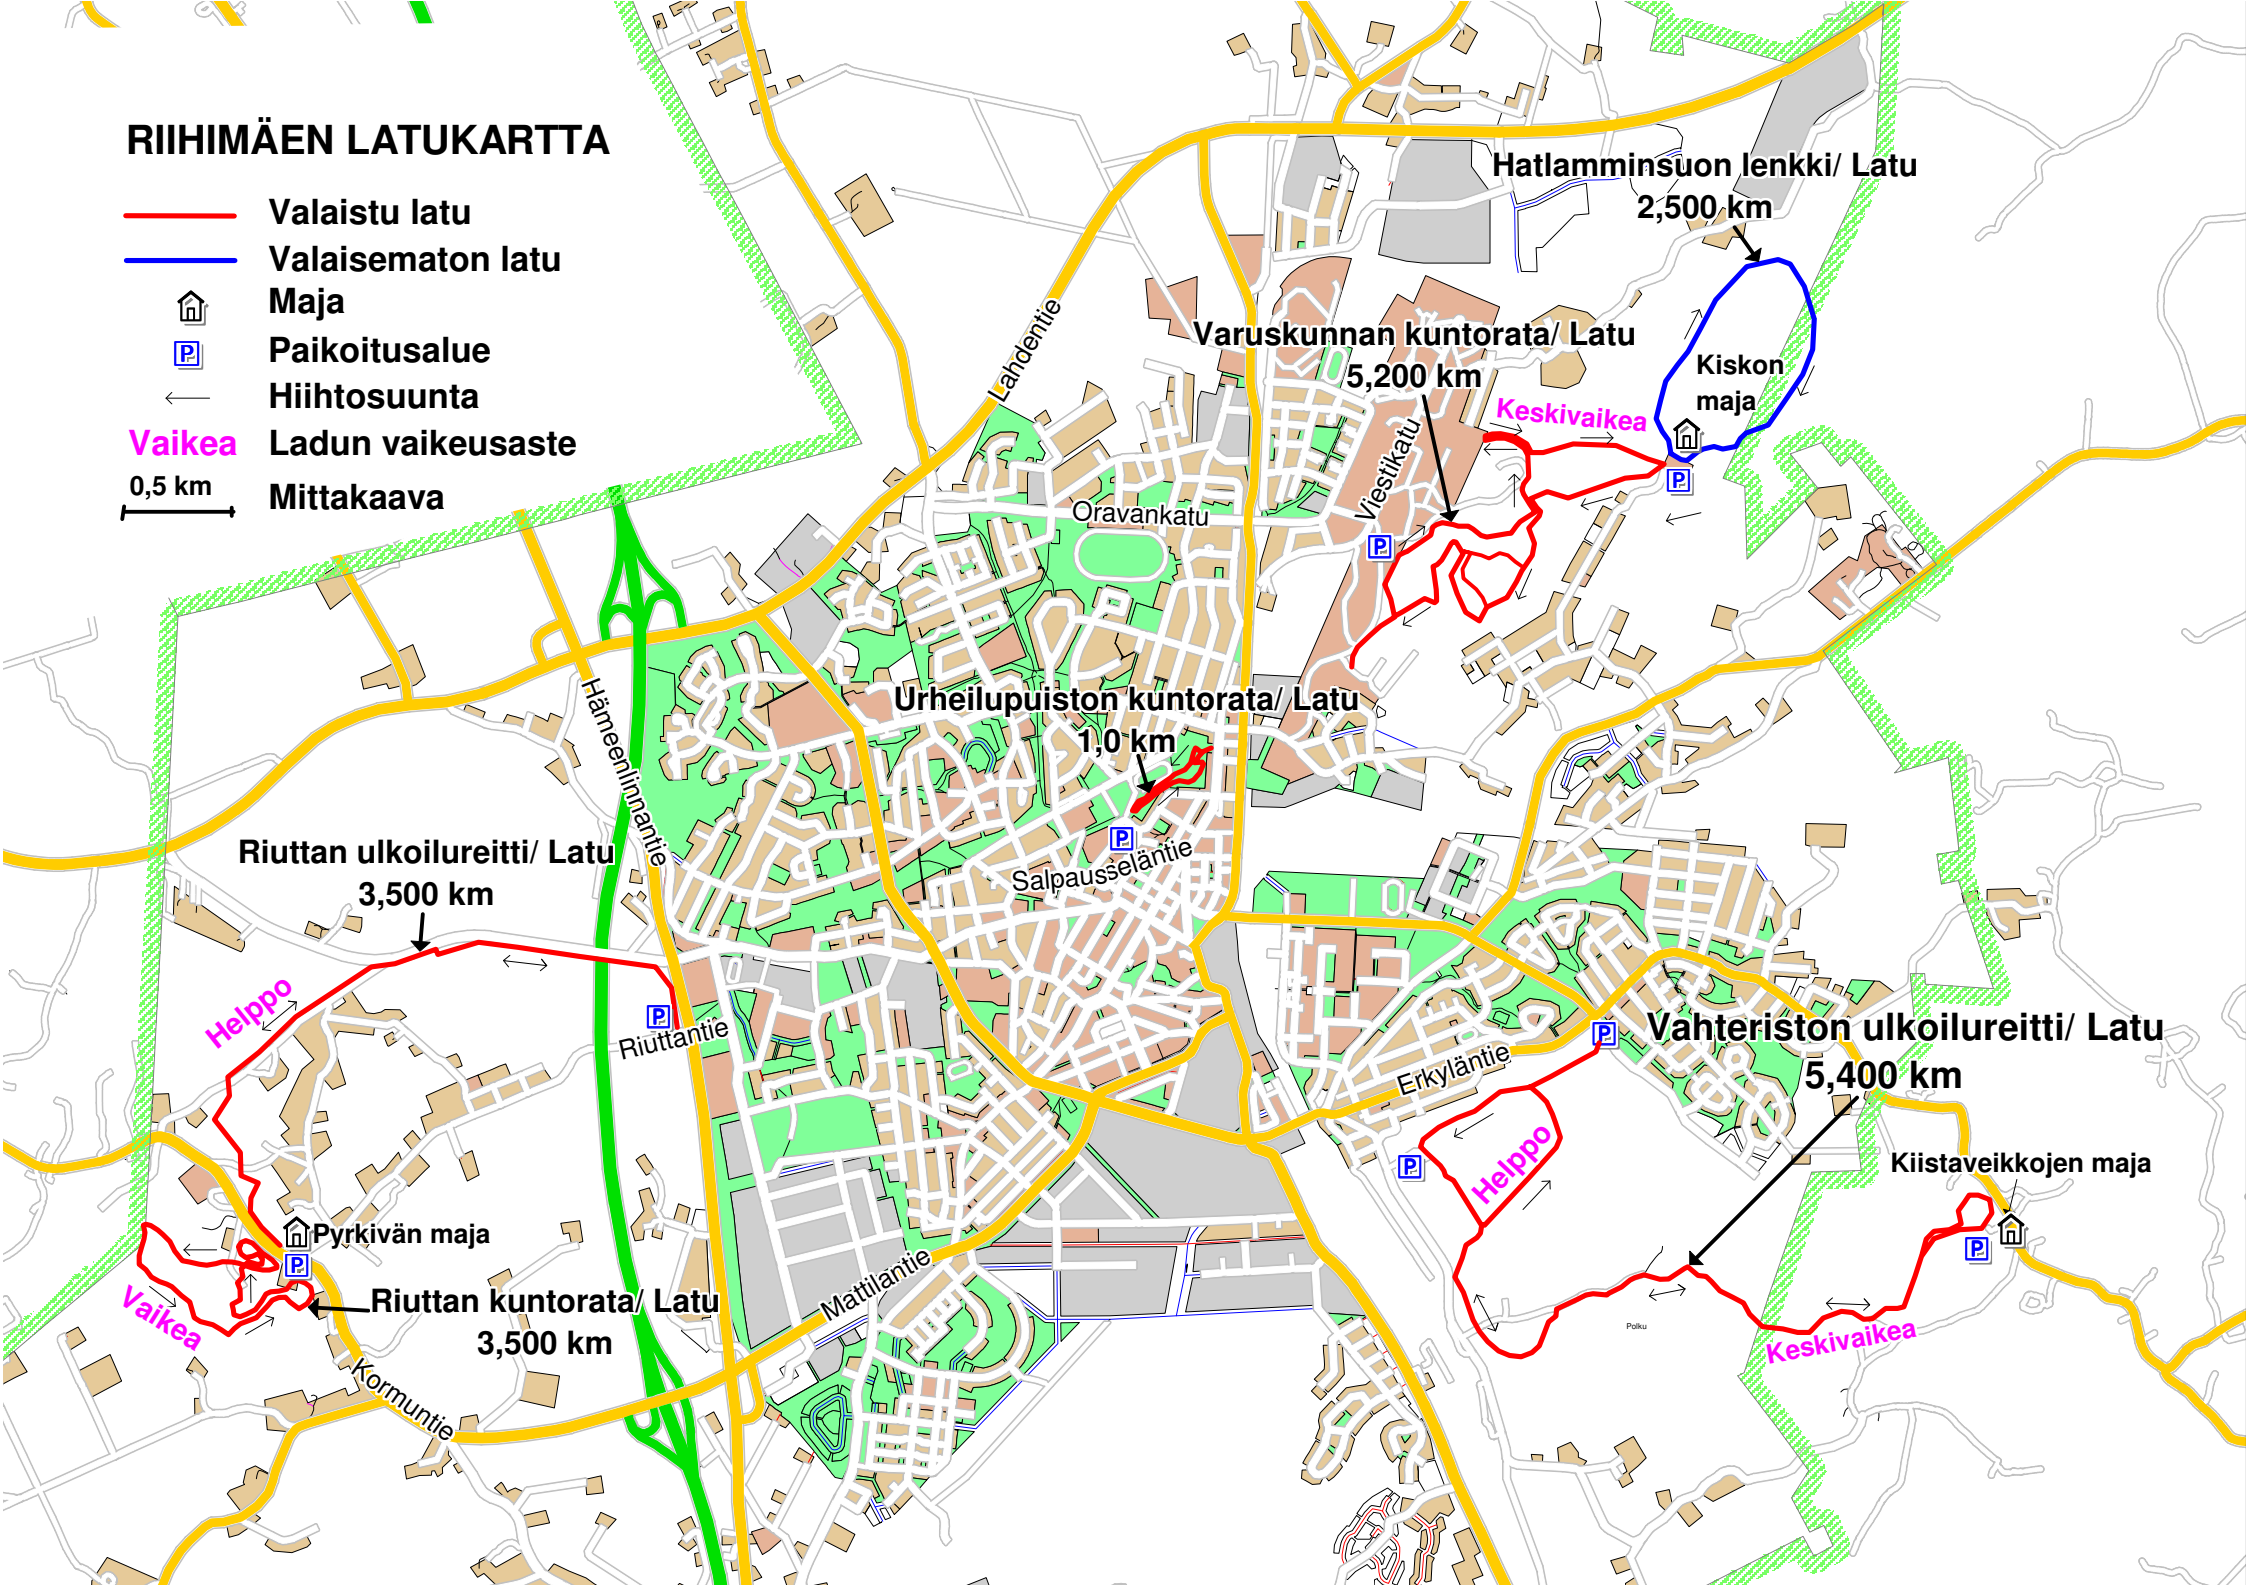 RIIHIMÄEN LATUKARTTA
Valaistu latu
Valaisematon latu
Maja
P Paikoitusalue
Hiihtosuunta
Vaikea Ladun vaikeusaste
0,5 km Mittakaava
Hatlamminsuon lenkki/ Latu
2,500 km
Kiskon
maja
P
Varuskunnan kuntorata/ Latu
5,200 km
Keskivaikea
Viestikatu
P
Lahdentie
Oravankatu
Hämeenlinnantie
Urheilupuiston kuntorata/ Latu
1,0 km
P
Salpausseläntie
Riuttan ulkoilureitti/ Latu
3,500 km
Helppo
P
Riuttantie
Erkyläntie
P
Vahteriston ulkoilureitti/ Latu
5,400 km
P
Helppo
Kiistaveikkojen maja
P
Polku
Keskivaikea
Pyrkivän maja
P
Riuttan kuntorata/ Latu
3,500 km
Vaikea
Mattilantie
Kormuntie